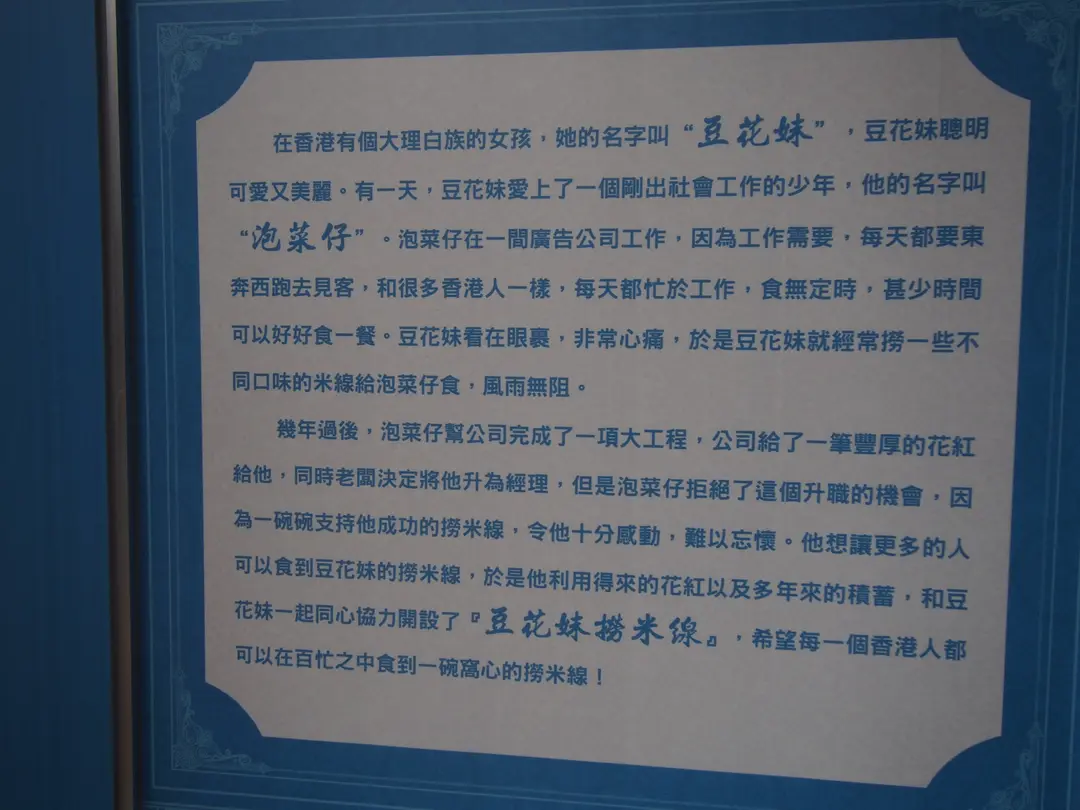 在香港有個大理白族的女孩，她的名字叫“豆花妹”，豆花妹聰明
可愛又美麗。有一天，豆花妹愛上了一個剛出社會工作的少年，他的名字叫
“泡菜仔”。泡菜仔在一間廣告公司工作，因為工作需要，每天都要東
奔西跑去見客，和很多香港人一樣，每天都忙於工作，食無定時，甚少時間
可以好好食一餐。豆花妹看在眼裏，非常心痛，於是豆花妹就經常撈一些不
同口味的米線給泡菜仔食，風雨無阻。
幾年過後，泡菜仔幫公司完成了一項大工程，公司給了一筆豐厚的花紅
給他，同時老闆決定將他升為經理，但是泡菜仔拒絕了這個升職的機會，因
為一碗碗支持他成功的撈米線，令他十分感動，難以忘懷。他想讓更多的人
可以食到豆花妹的撈米線，於是他利用得來的花紅以及多年來的積蓄，和豆
花妹一起同心協力開設了『豆花妹撈米線』，希望每一個香港人都
可以在百忙之中食到一碗窩心的撈米線！